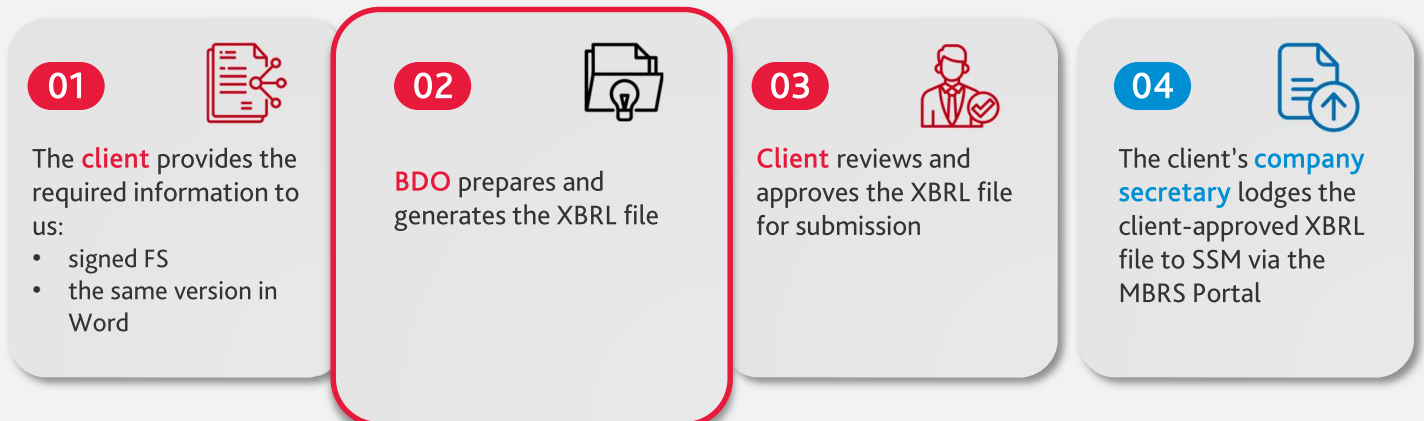 01
The client provides the
required information to
us:
• signed FS
• the same version in
Word
02
BDO prepares and
generates the XBRL file
03
Client reviews and
approves the XBRL file
for submission
04
The client’s company
secretary lodges the
client-approved XBRL
file to SSM via the
MBRS Portal